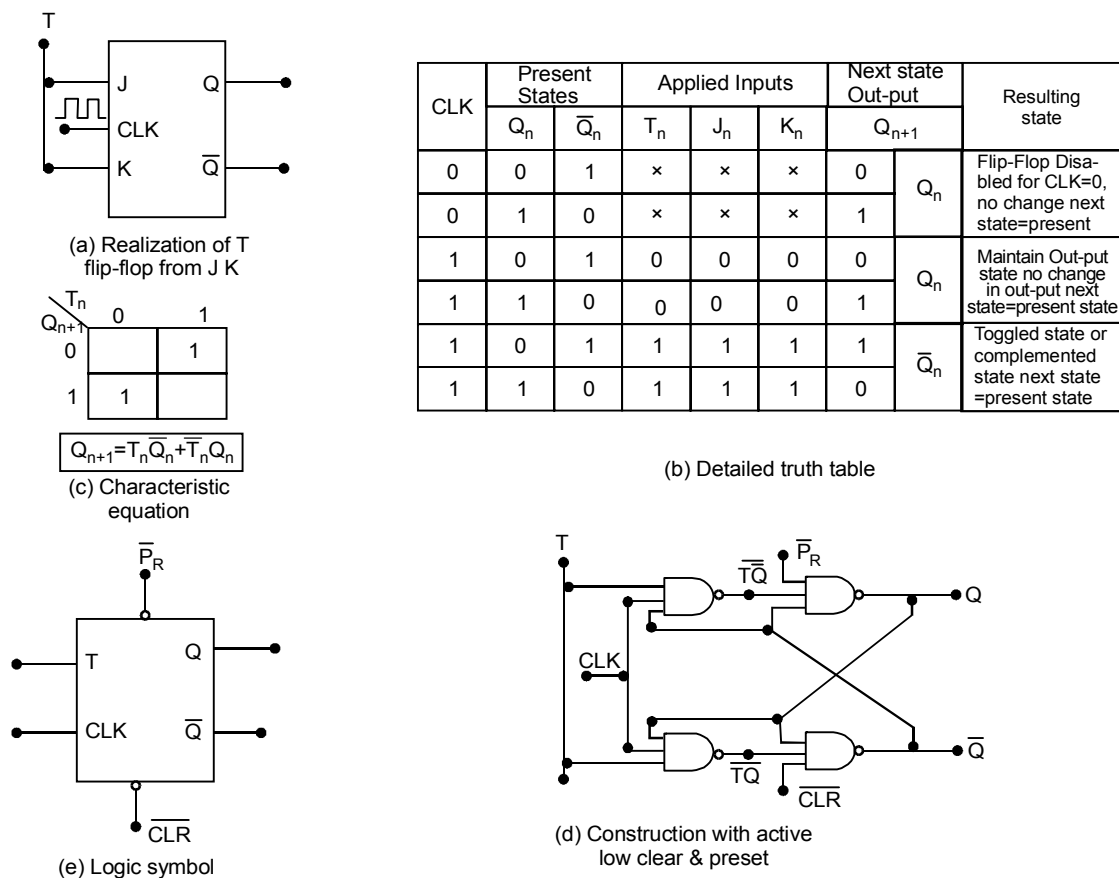 T
J Q
CLK
K Q̅
(a) Realization of T
flip-flop from J K
CLK | Present States | Applied Inputs | Next state Out-put | Resulting state
Qₙ | Q̅ₙ | Tₙ | Jₙ | Kₙ | Qₙ₊₁
0 | 0 | 1 | × | × | × | 0 | Qₙ | Flip-Flop Disa-
bled for CLK=0,
0 | 1 | 0 | × | × | × | 1 | no change next
state=present
1 | 0 | 1 | 0 | 0 | 0 | 0 | Qₙ | Maintain Out-put
state no change
1 | 1 | 0 | 0 | 0 | 0 | 1 | in out-put next
state=present state
1 | 0 | 1 | 1 | 1 | 1 | 1 | Q̅ₙ | Toggled state or
complemented
1 | 1 | 0 | 1 | 1 | 1 | 0 | state next state
=present state
(b) Detailed truth table
Tₙ
Qₙ₊₁ 0 1
0 1
1 1
Qₙ₊₁=TₙQ̅ₙ+T̅ₙQₙ
(c) Characteristic
equation
P̅_R
T Q
CLK Q̅
C̅L̅R̅
(e) Logic symbol
T
T̅Q̅̅
P̅_R
Q
CLK
T̅Q̅
Q̅
C̅L̅R̅
(d) Construction with active
low clear & preset